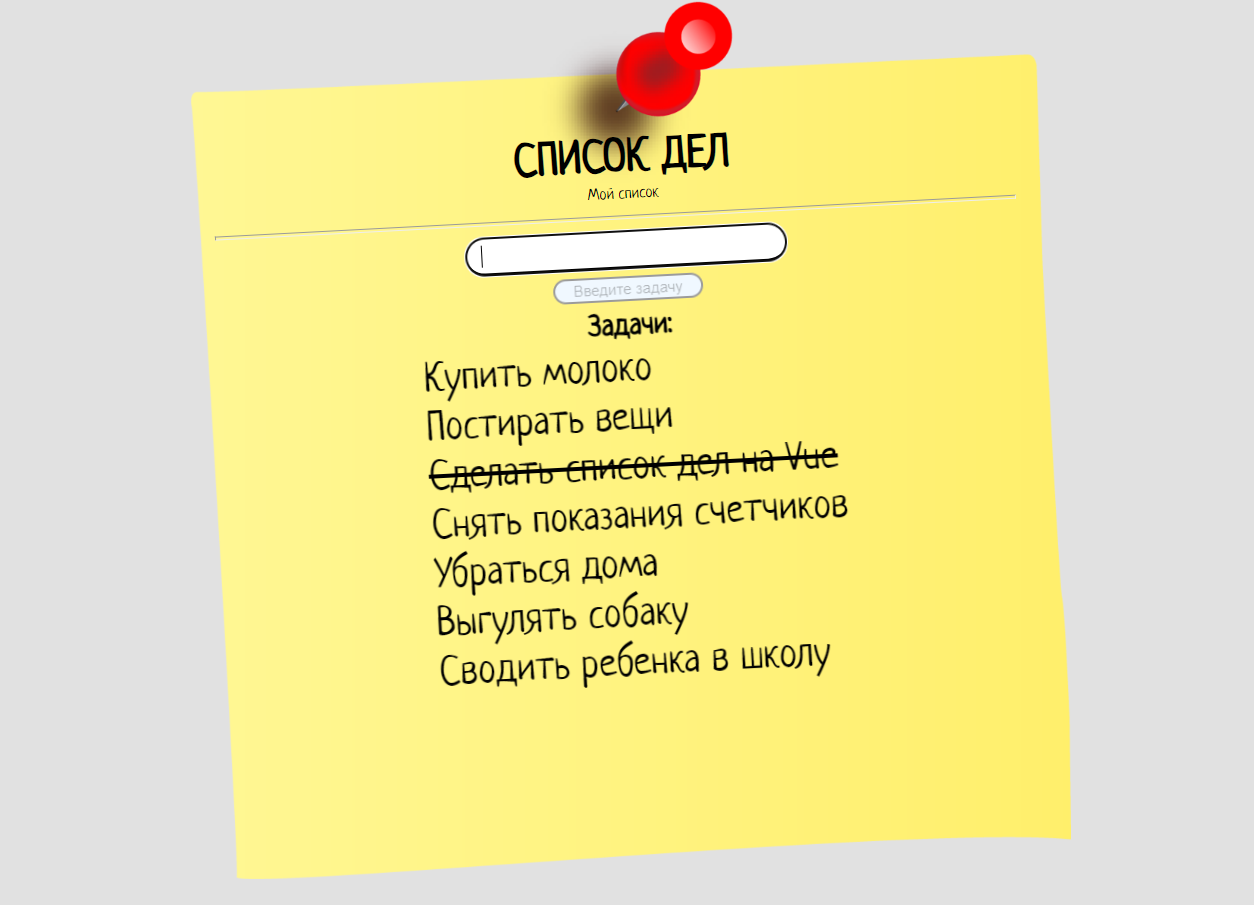 СПИСОК ДЕЛ
Мой список
Введите задачу
Задачи:
Купить молоко
Постирать вещи
Сделать список дел на Vue
Снять показания счетчиков
Убраться дома
Выгулять собаку
Сводить ребенка в школу